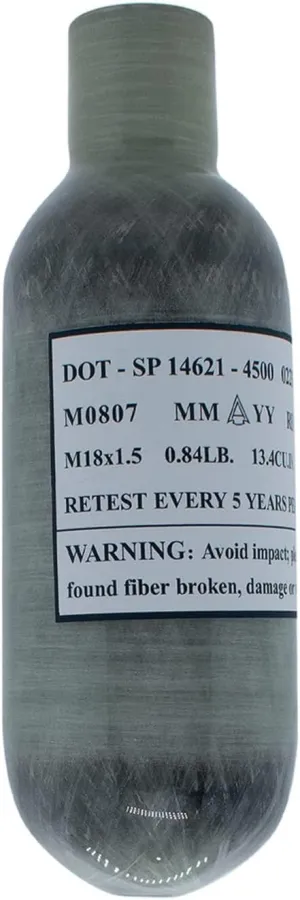 DOT - SP 14621 - 4500 022
M0807 MM YY
M18x1.5 0.84LB. 13.4CU.IN
RETEST EVERY 5 YEARS
WARNING: Avoid impact;
found fiber broken, damage or